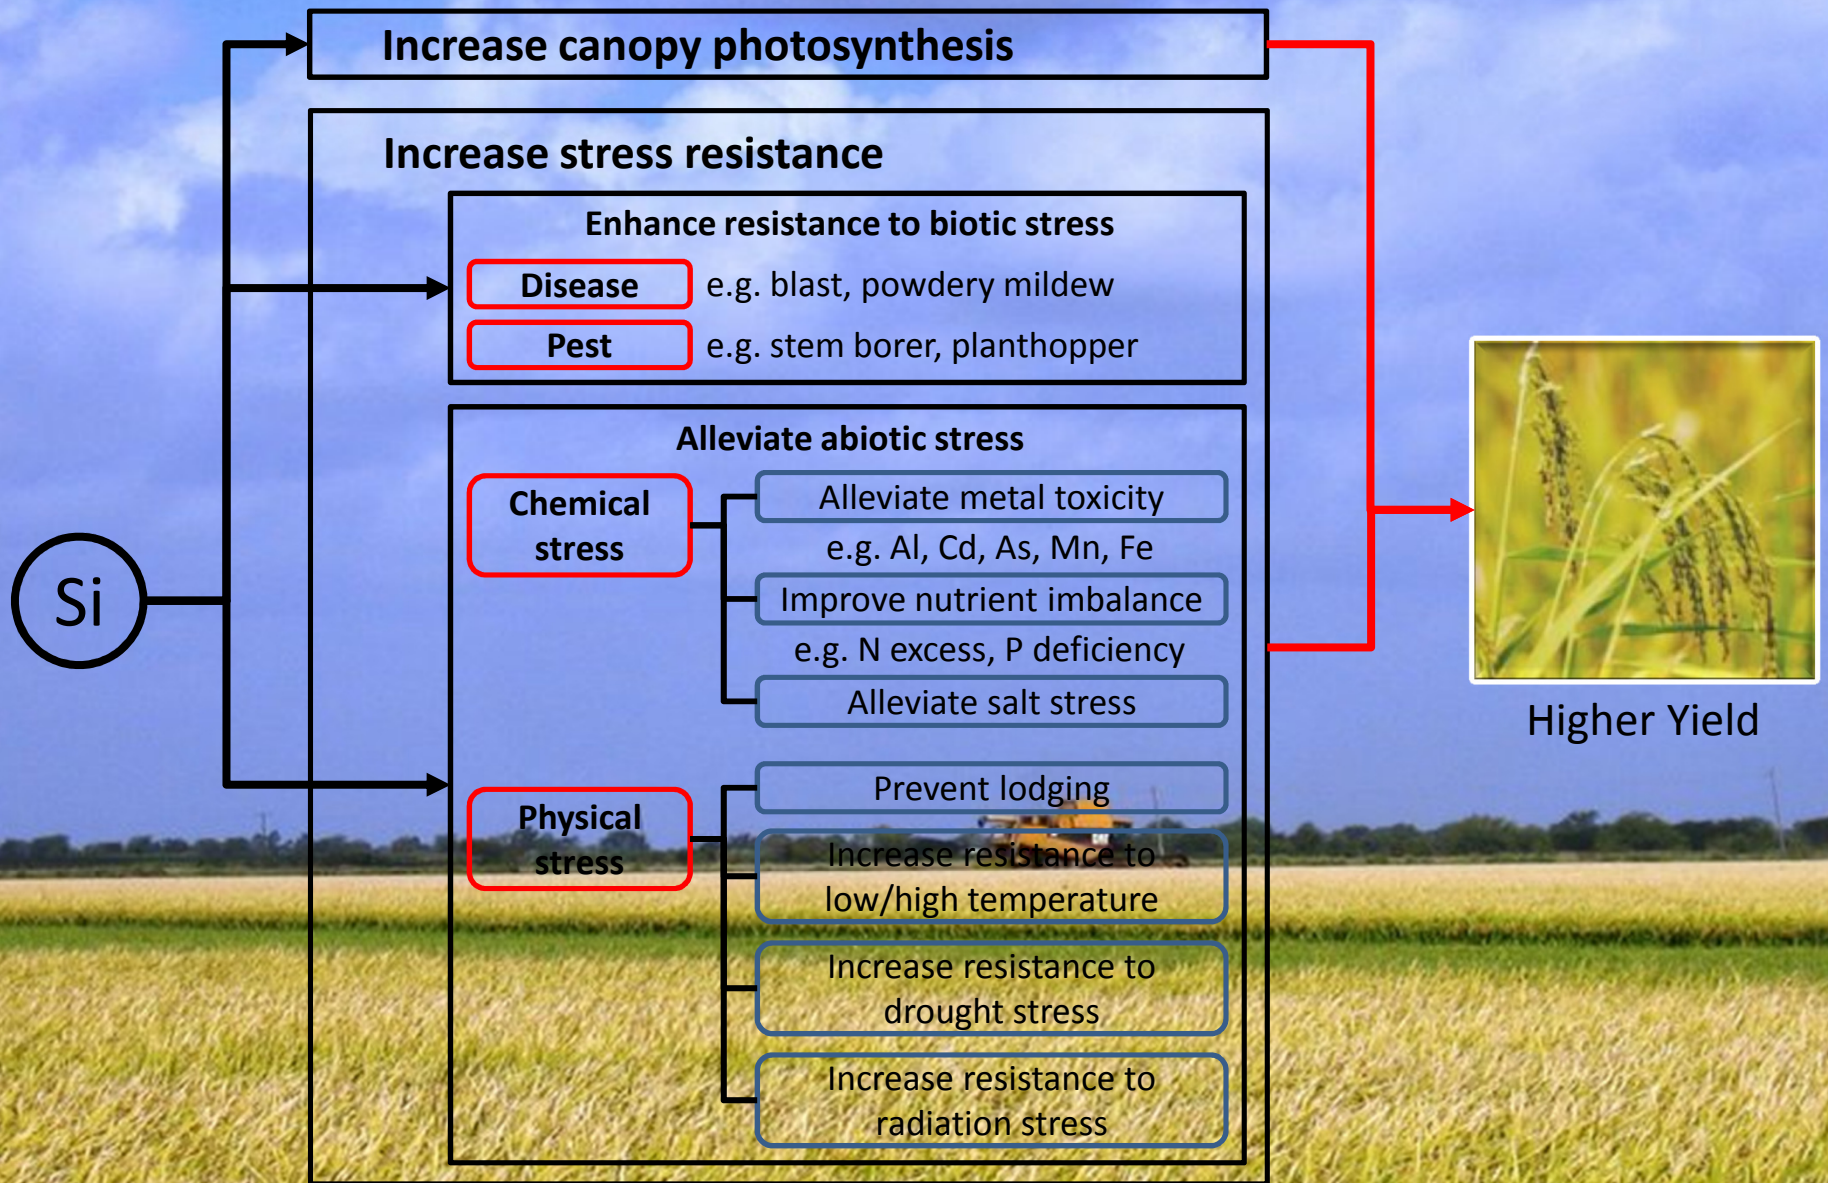 Increase canopy photosynthesis
Increase stress resistance
Enhance resistance to biotic stress
Disease e.g. blast, powdery mildew
Pest e.g. stem borer, planthopper
Alleviate abiotic stress
Chemical
stress
Alleviate metal toxicity
e.g. Al, Cd, As, Mn, Fe
Improve nutrient imbalance
e.g. N excess, P deficiency
Alleviate salt stress
Physical
stress
Prevent lodging
Increase resistance to
low/high temperature
Increase resistance to
drought stress
Increase resistance to
radiation stress
Si
Higher Yield